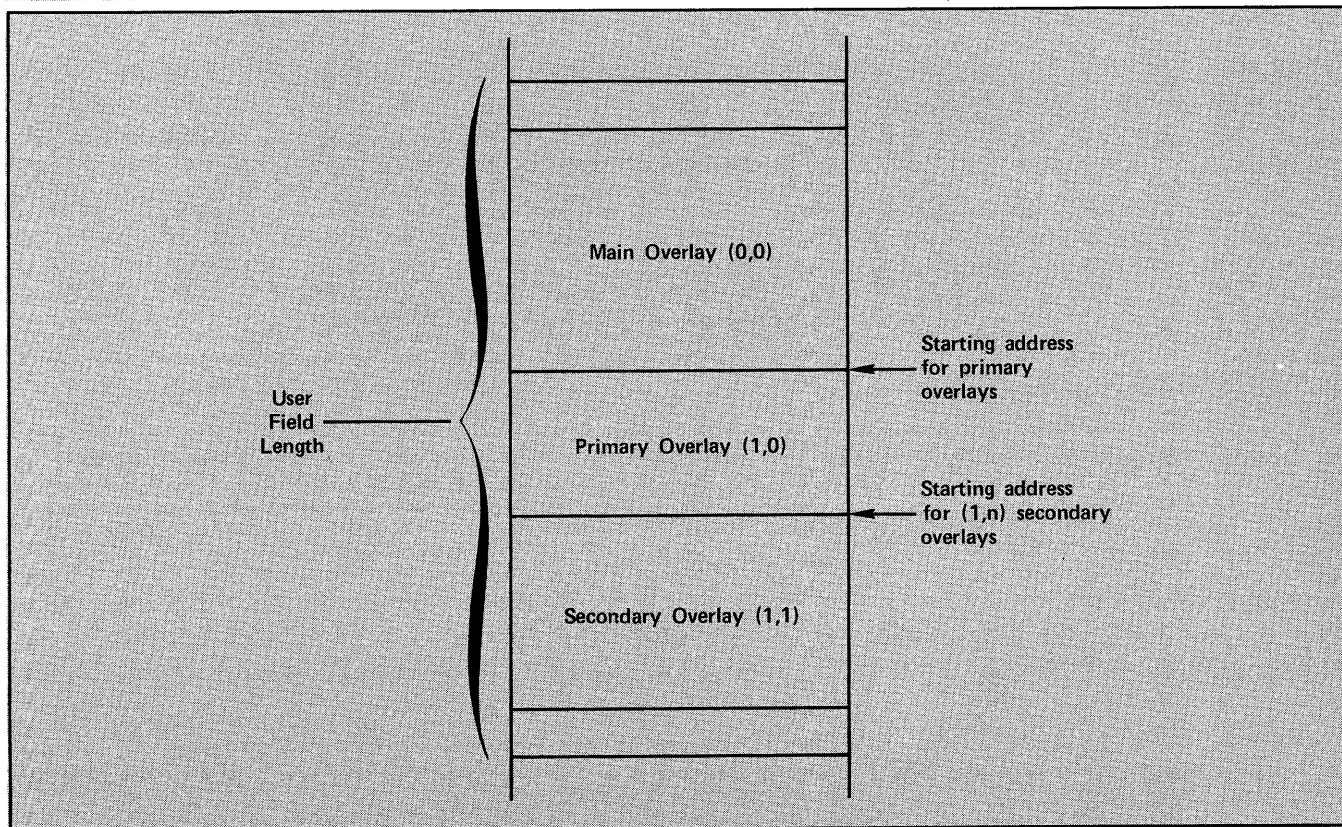 Main Overlay (0,0)
Starting address
for primary
overlays
User
Field
Length
Primary Overlay (1,0)
Starting address
for (1,n) secondary
overlays
Secondary Overlay (1,1)